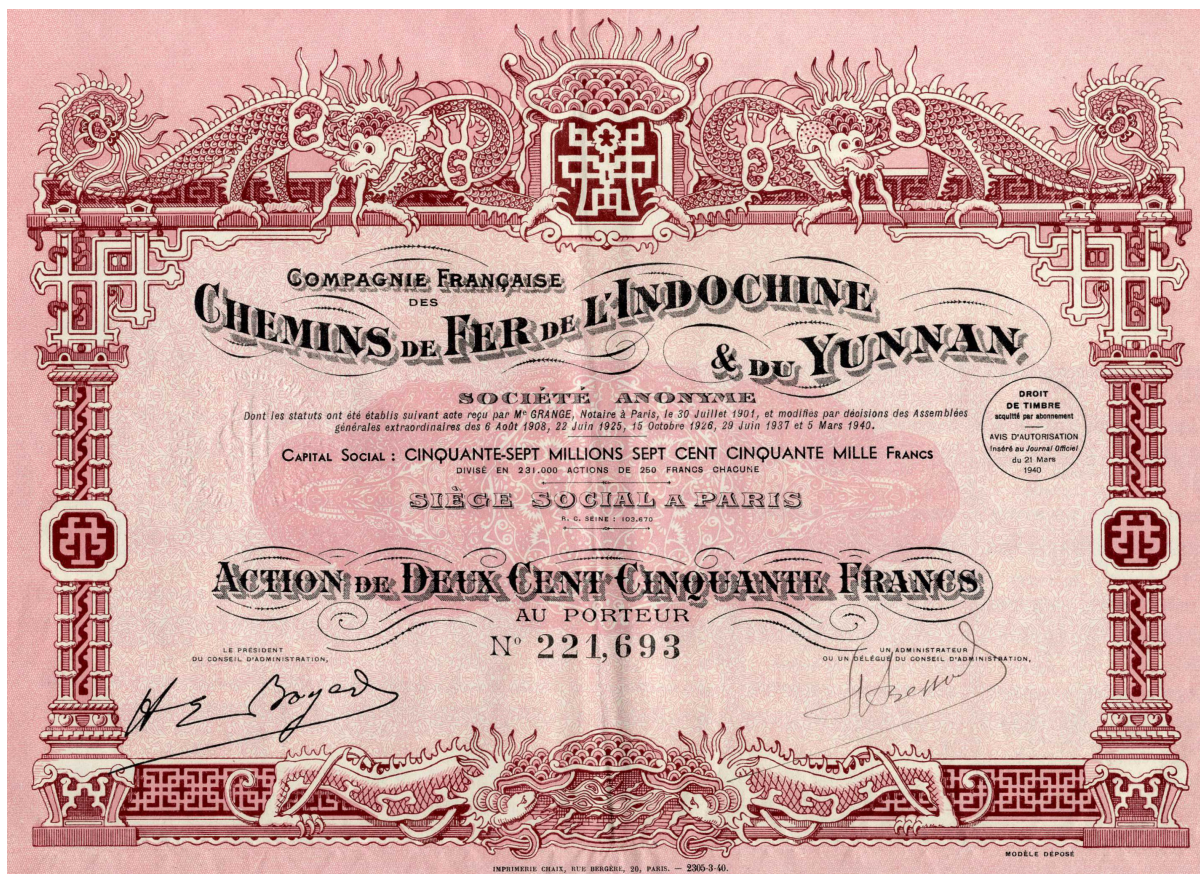 COMPAGNIE FRANÇAISE
DES
CHEMINS DE FER DE L'INDOCHINE
& DU YUNNAN
SOCIÉTÉ ANONYME
Dont les statuts ont été établis suivant acte reçu par Me GRANGE, Notaire à Paris, le 30 Juillet 1901, et modifiés par décisions des Assemblées
générales extraordinaires des 6 Août 1908, 22 Juin 1925, 15 Octobre 1926, 29 Juin 1937 et 5 Mars 1940.
CAPITAL SOCIAL : CINQUANTE-SEPT MILLIONS SEPT CENT CINQUANTE MILLE FRANCS
DIVISÉ EN 231.000 ACTIONS DE 250 FRANCS CHACUNE
SIÈGE SOCIAL A PARIS
R. C. SEINE : 103.670
DROIT
DE TIMBRE
acquitté par abonnement
AVIS D'AUTORISATION
Inséré au Journal Officiel
du 21 Mars
1940
ACTION DE DEUX CENT CINQUANTE FRANCS
AU PORTEUR
No 221,693
LE PRÉSIDENT
DU CONSEIL D'ADMINISTRATION,
UN ADMINISTRATEUR
OU UN DÉLÉGUÉ DU CONSEIL D'ADMINISTRATION,
MODÈLE DÉPOSÉ
IMPRIMERIE CHAIX, RUE BERGÈRE, 20, PARIS. — 2305-3-40.